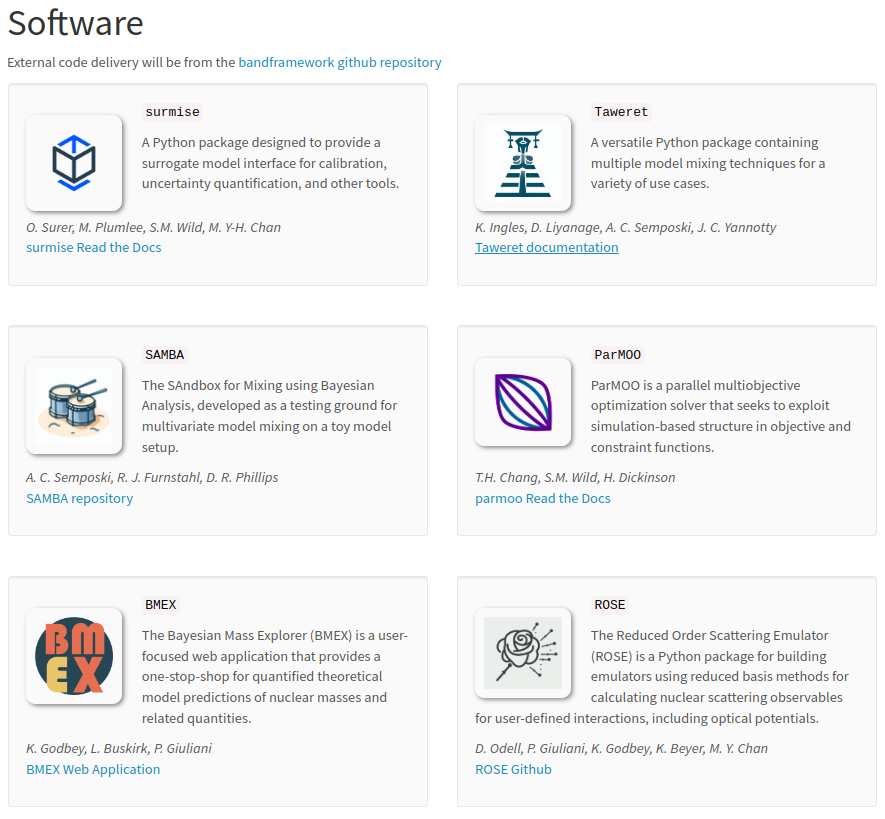 Software
External code delivery will be from the bandframework github repository
surmise
A Python package designed to provide a
surrogate model interface for calibration,
uncertainty quantification, and other tools.
O. Surer, M. Plumlee, S.M. Wild, M. Y-H. Chan
surmise Read the Docs
Taweret
A versatile Python package containing
multiple model mixing techniques for a
variety of use cases.
K. Ingles, D. Liyanage, A. C. Semposki, J. C. Yannotty
Taweret documentation
SAMBA
The SAndbox for Mixing using Bayesian
Analysis, developed as a testing ground for
multivariate model mixing on a toy model
setup.
A. C. Semposki, R. J. Furnstahl, D. R. Phillips
SAMBA repository
ParMOO
ParMOO is a parallel multiobjective
optimization solver that seeks to exploit
simulation-based structure in objective and
constraint functions.
T.H. Chang, S.M. Wild, H. Dickinson
parmoo Read the Docs
BM
EX
BMEX
The Bayesian Mass Explorer (BMEX) is a user-
focused web application that provides a
one-stop-shop for quantified theoretical
model predictions of nuclear masses and
related quantities.
K. Godbey, L. Buskirk, P. Giuliani
BMEX Web Application
ROSE
The Reduced Order Scattering Emulator
(ROSE) is a Python package for building
emulators using reduced basis methods for
calculating nuclear scattering observables
for user-defined interactions, including optical potentials.
D. Odell, P. Giuliani, K. Godbey, K. Beyer, M. Y. Chan
ROSE Github